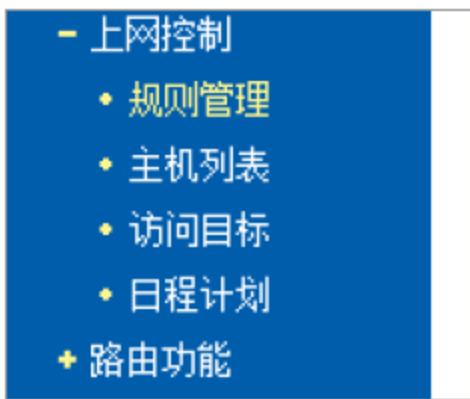 - 上网控制
• 规则管理
• 主机列表
• 访问目标
• 日程计划
+ 路由功能